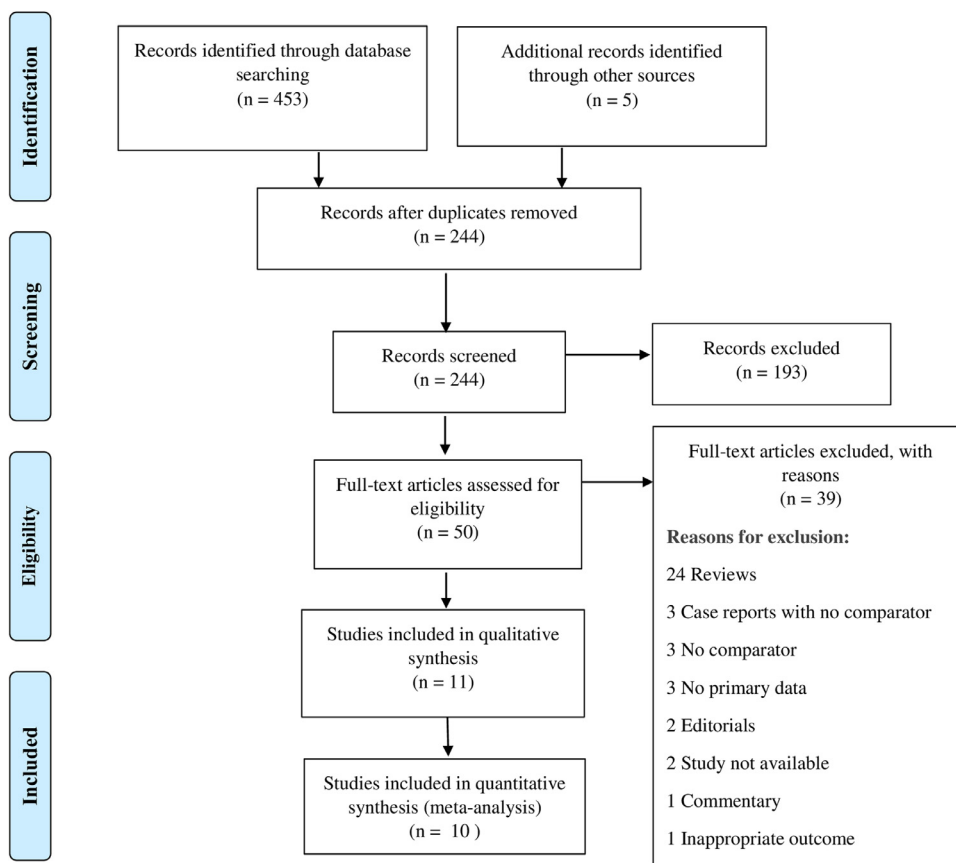 Identification
Records identified through database
searching
(n = 453)
Additional records identified
through other sources
(n = 5)
Records after duplicates removed
(n = 244)
Screening
Records screened
(n = 244)
Records excluded
(n = 193)
Eligibility
Full-text articles assessed for
eligibility
(n = 50)
Full-text articles excluded, with
reasons
(n = 39)
Reasons for exclusion:
24 Reviews
3 Case reports with no comparator
3 No comparator
3 No primary data
2 Editorials
2 Study not available
1 Commentary
1 Inappropriate outcome
Studies included in qualitative
synthesis
(n = 11)
Included
Studies included in quantitative
synthesis (meta-analysis)
(n = 10 )